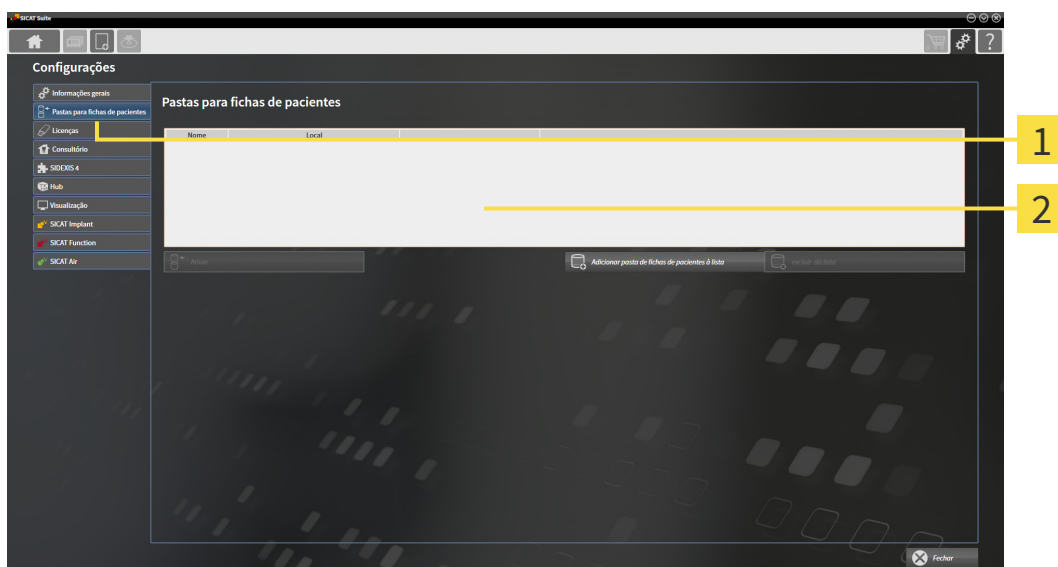 SICAT Suite
?
Configurações
Informações gerais
Pastas para fichas de pacientes
Licenças
Consultório
SIDEXIS 4
Hub
Visualização
SICAT Implant
SICAT Function
SICAT Air
Pastas para fichas de pacientes
Nome Local
Ativar
Adicionar pasta de fichas de pacientes à lista
excluir da lista
Fechar
1
2